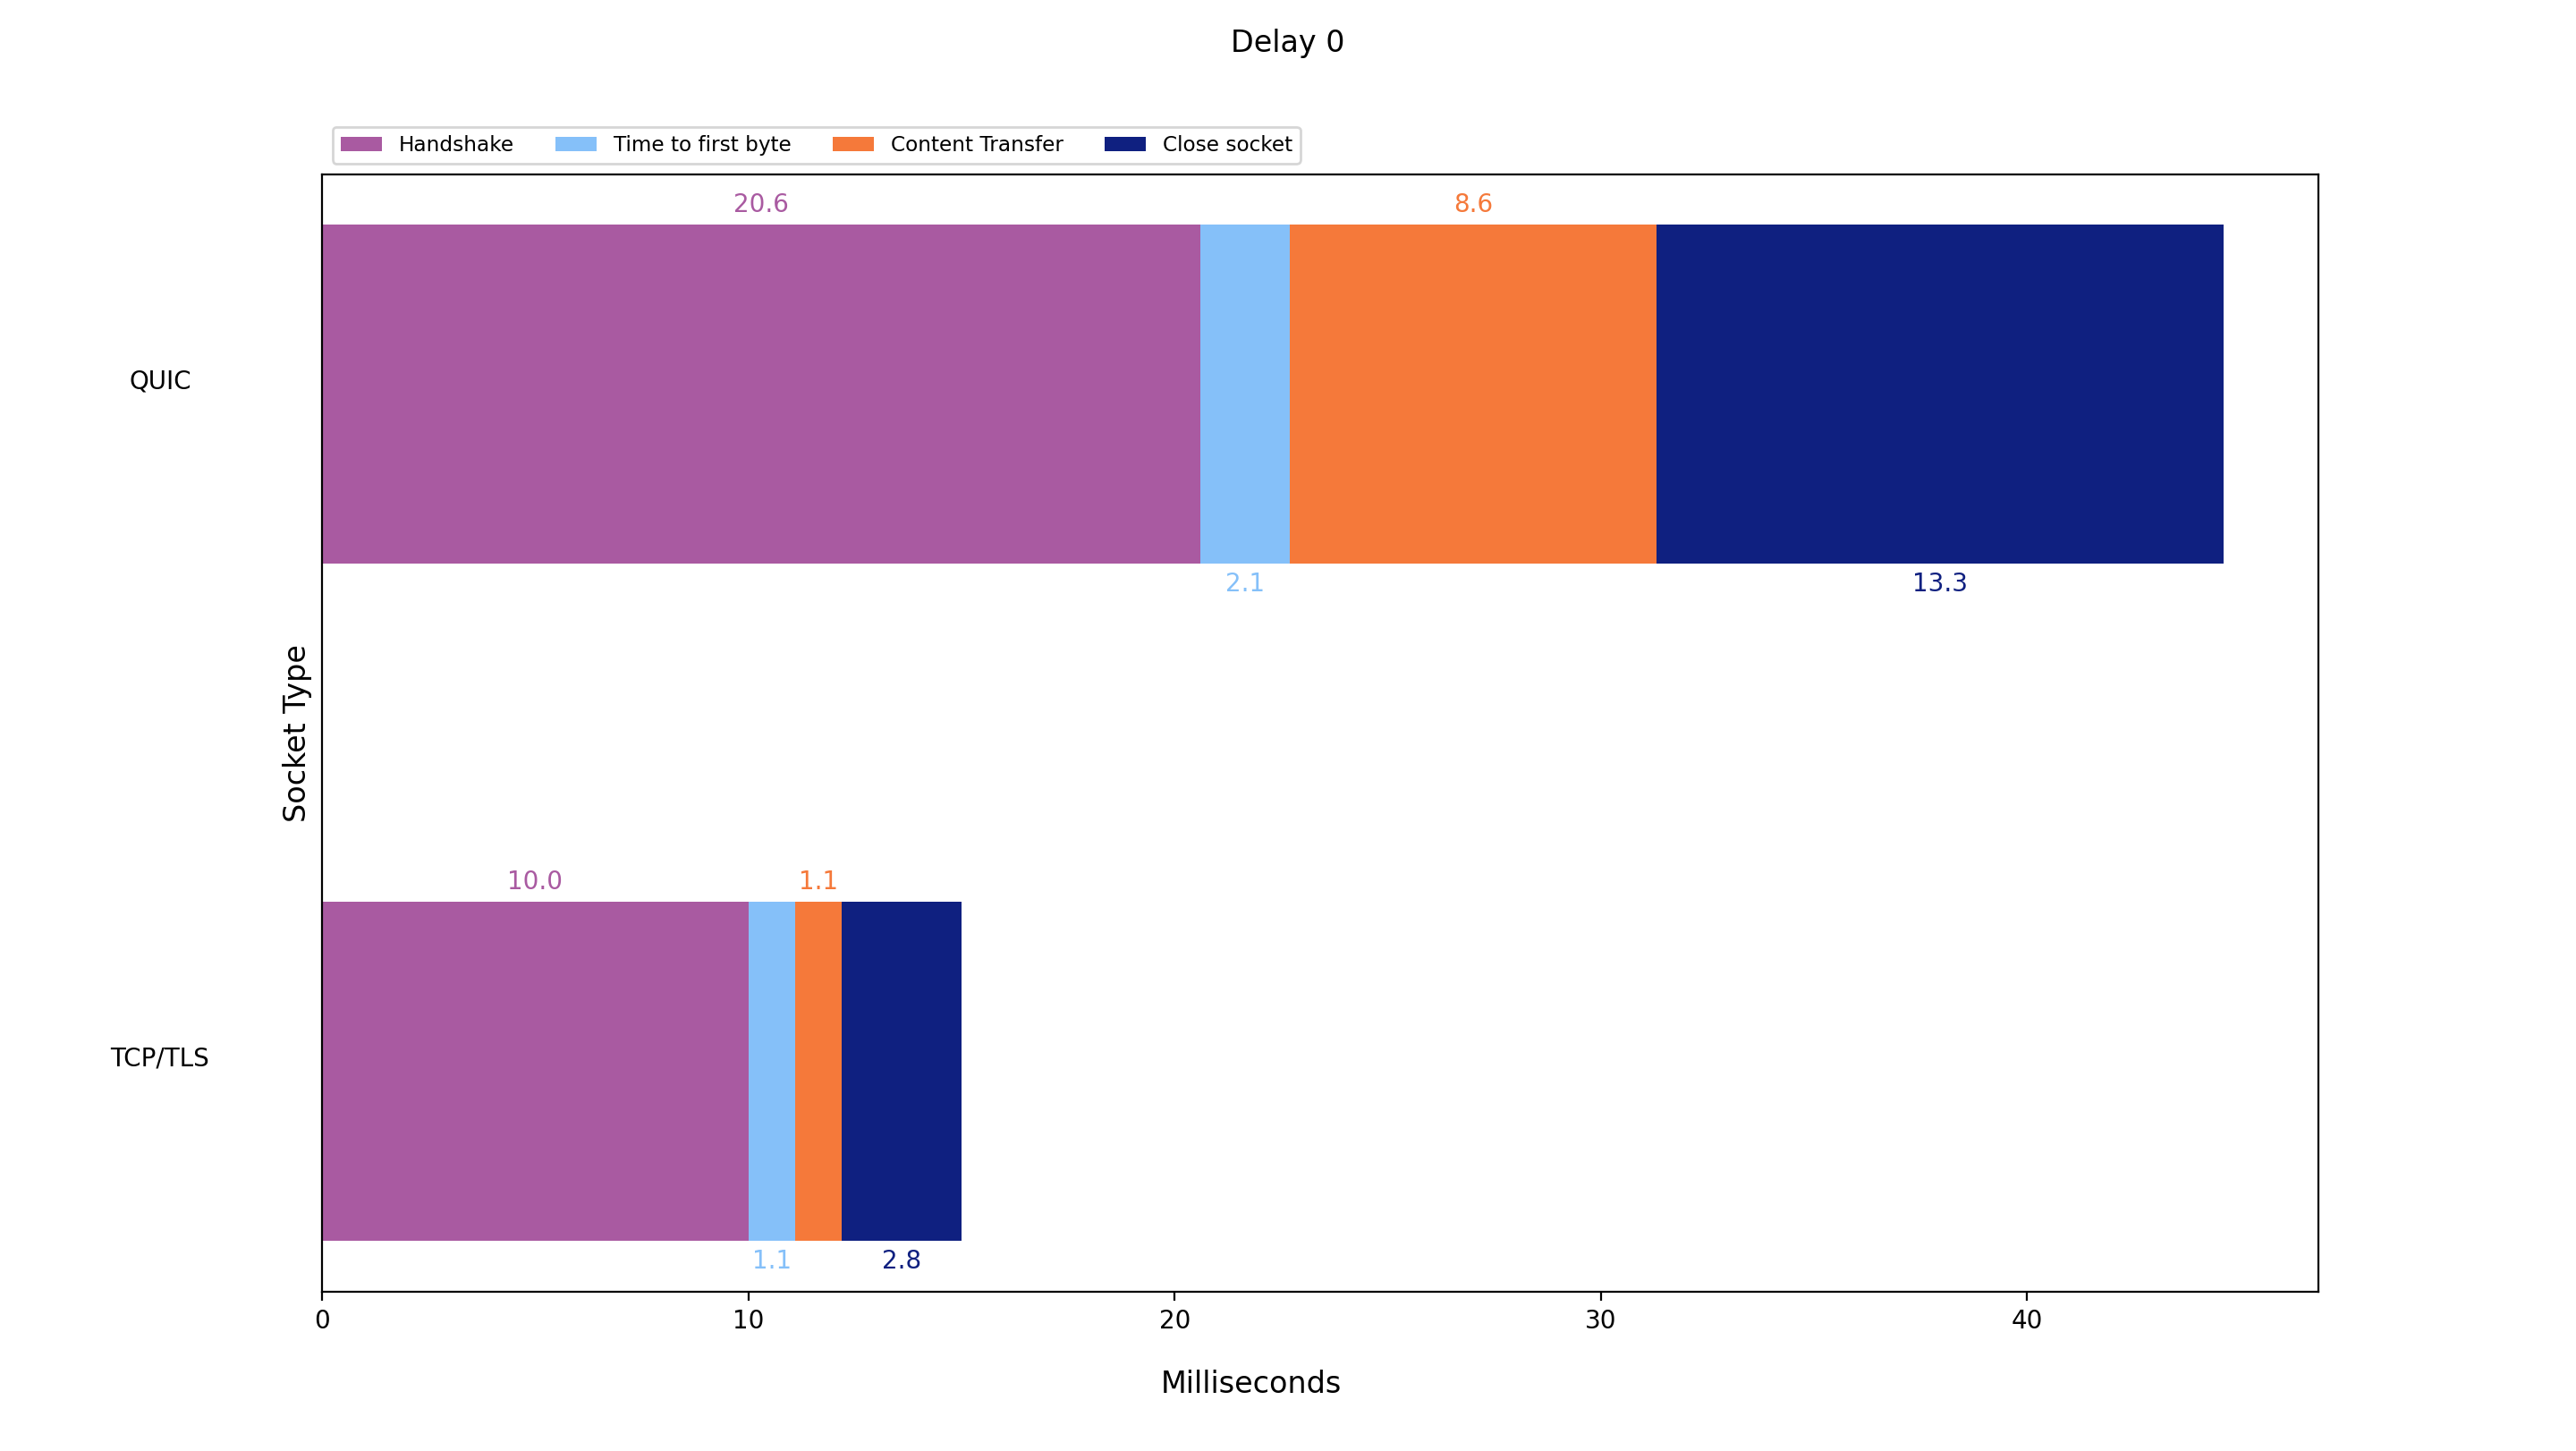 Delay 0
Handshake Time to first byte Content Transfer Close socket
20.6 8.6
QUIC
2.1 13.3
Socket Type
10.0 1.1
TCP/TLS
1.1 2.8
0 10 20 30 40
Milliseconds